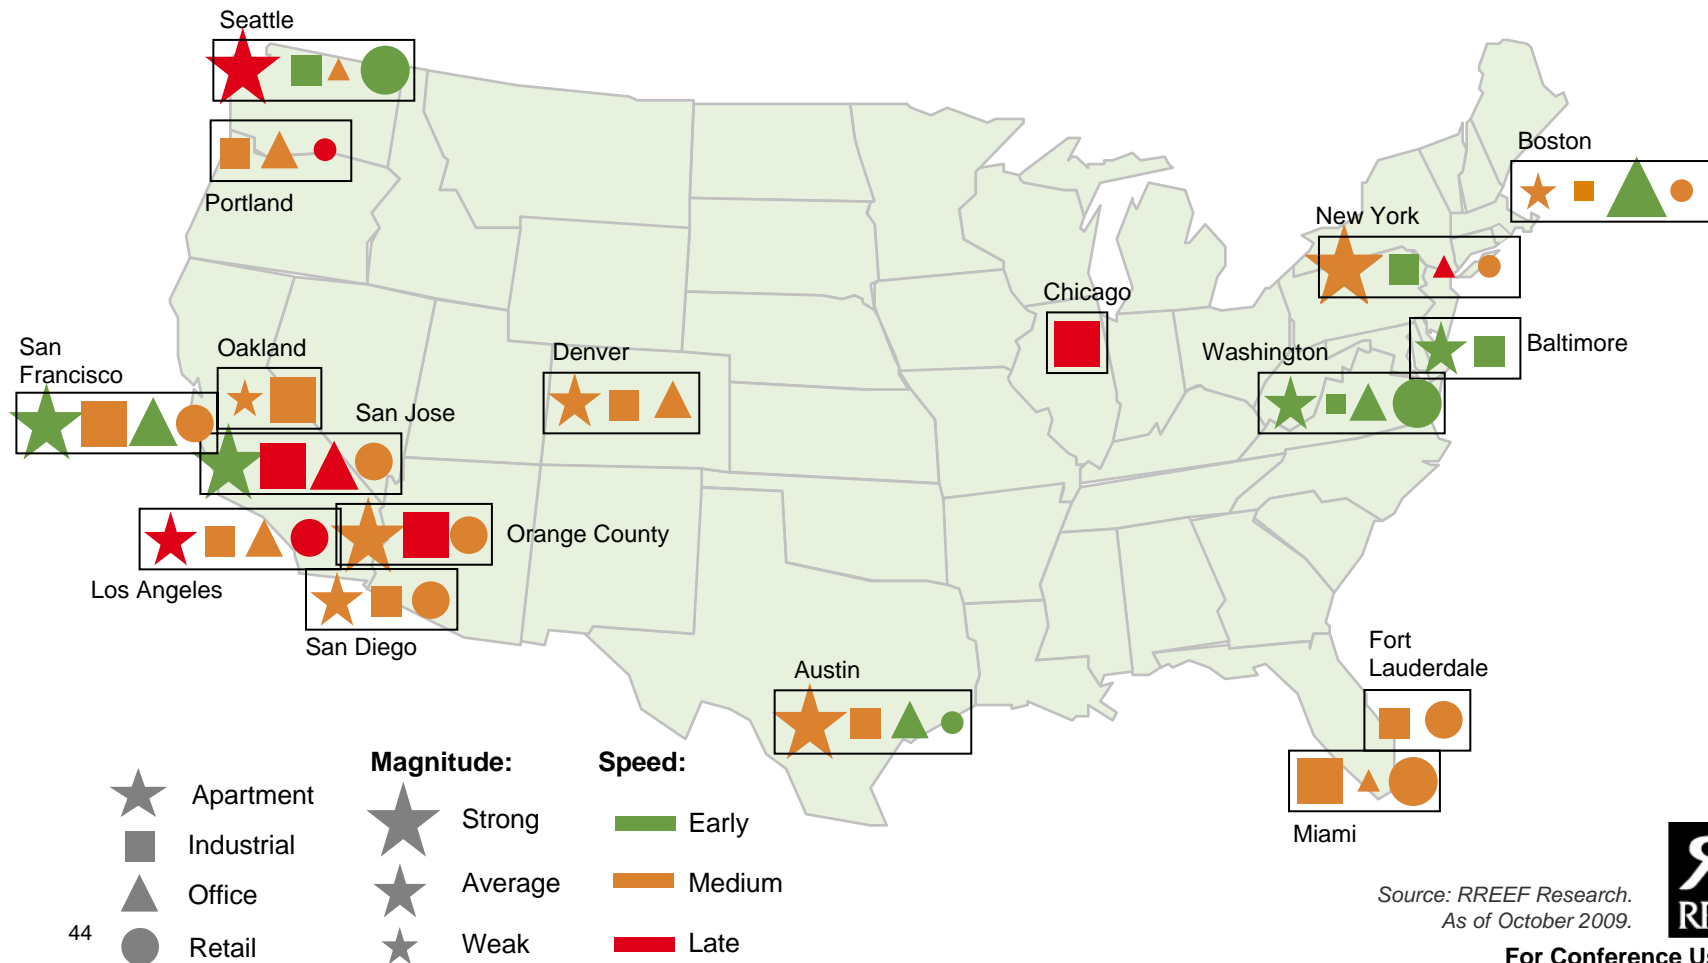 Seattle
Portland
Boston
New York
Chicago
Baltimore
Washington
San
Francisco
Oakland
Denver
San Jose
Orange County
Los Angeles
San Diego
Austin
Fort
Lauderdale
Miami
Apartment
Industrial
Office
Retail
Magnitude:
Strong
Average
Weak
Speed:
Early
Medium
Late
Source: RREEF Research.
As of October 2009.
44
For Conference